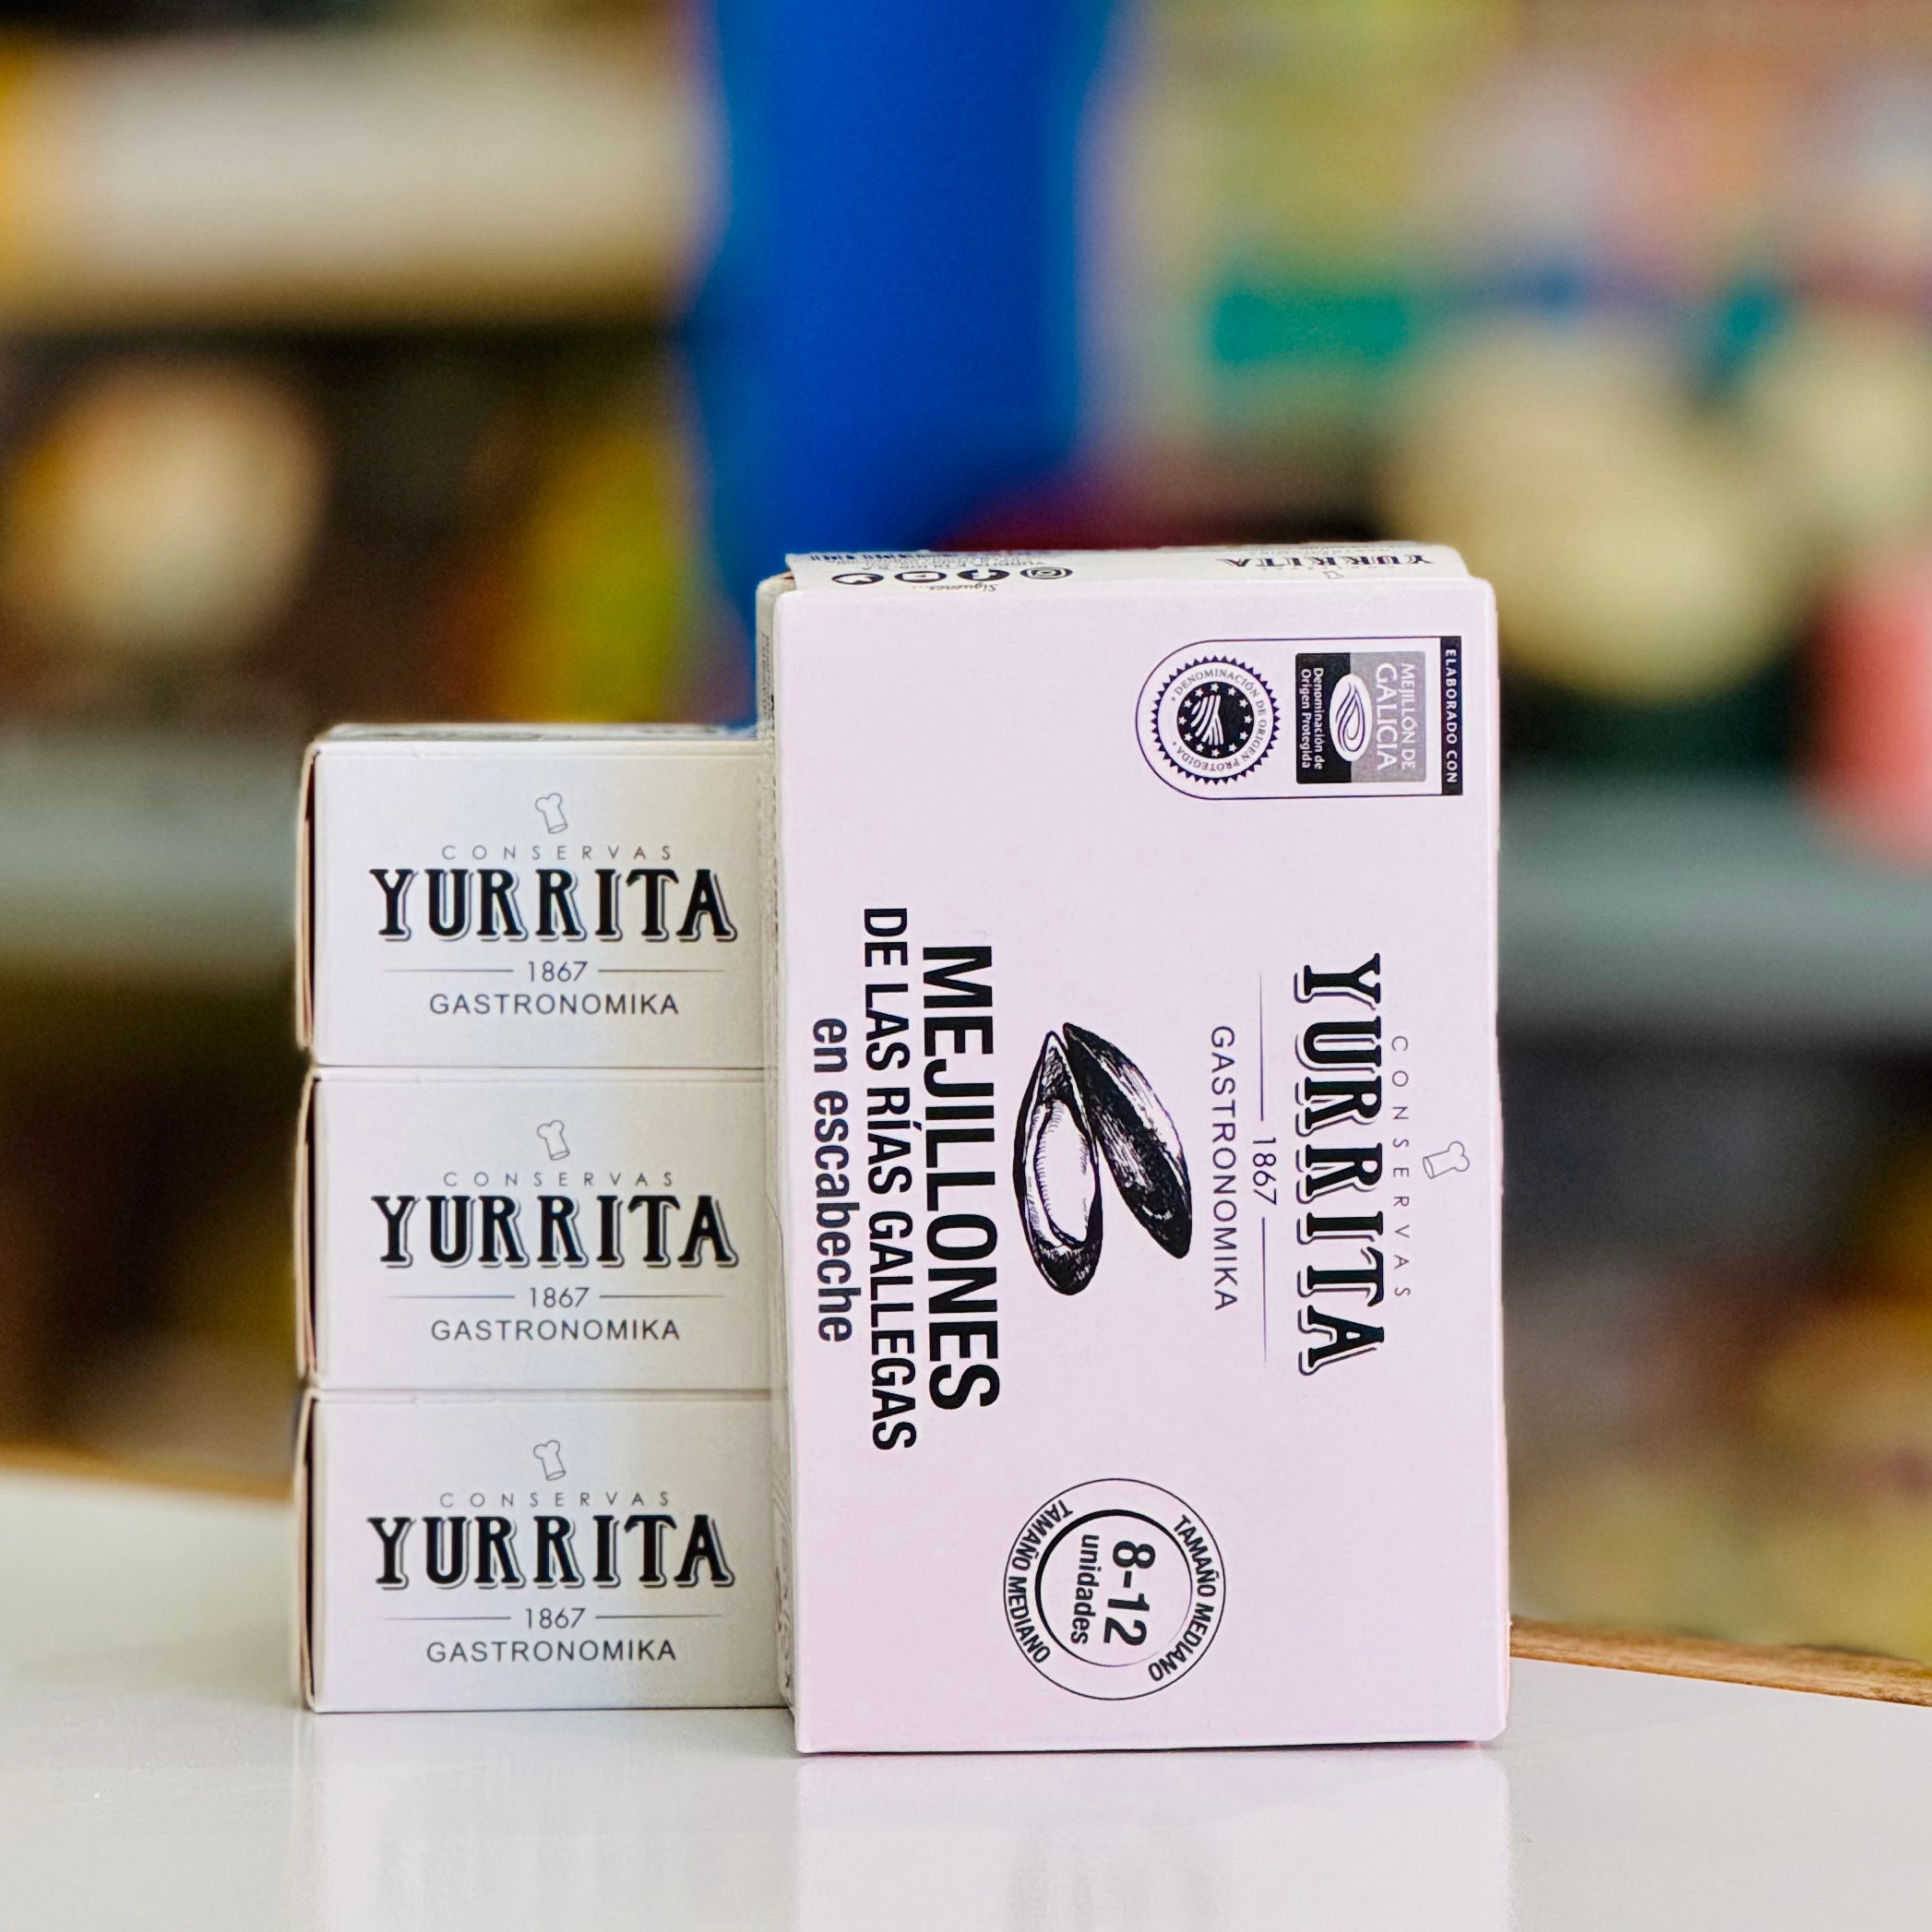 CONSERVAS
YURRITA
1867
GASTRONOMIKA
CONSERVAS
YURRITA
1867
GASTRONOMIKA
CONSERVAS
YURRITA
1867
GASTRONOMIKA
YURRITA
Síguenos...
ELABORADO CON
MEJILLÓN DE
GALICIA
Denominación de
Origen Protegida
DENOMINACIÓN DE ORIGEN PROTEGIDA
CONSERVAS
YURRITA
1867
GASTRONOMIKA
MEJILLONES
DE LAS RÍAS GALLEGAS
en escabeche
TAMAÑO MEDIANO
8-12
unidades
TAMAÑO MEDIANO